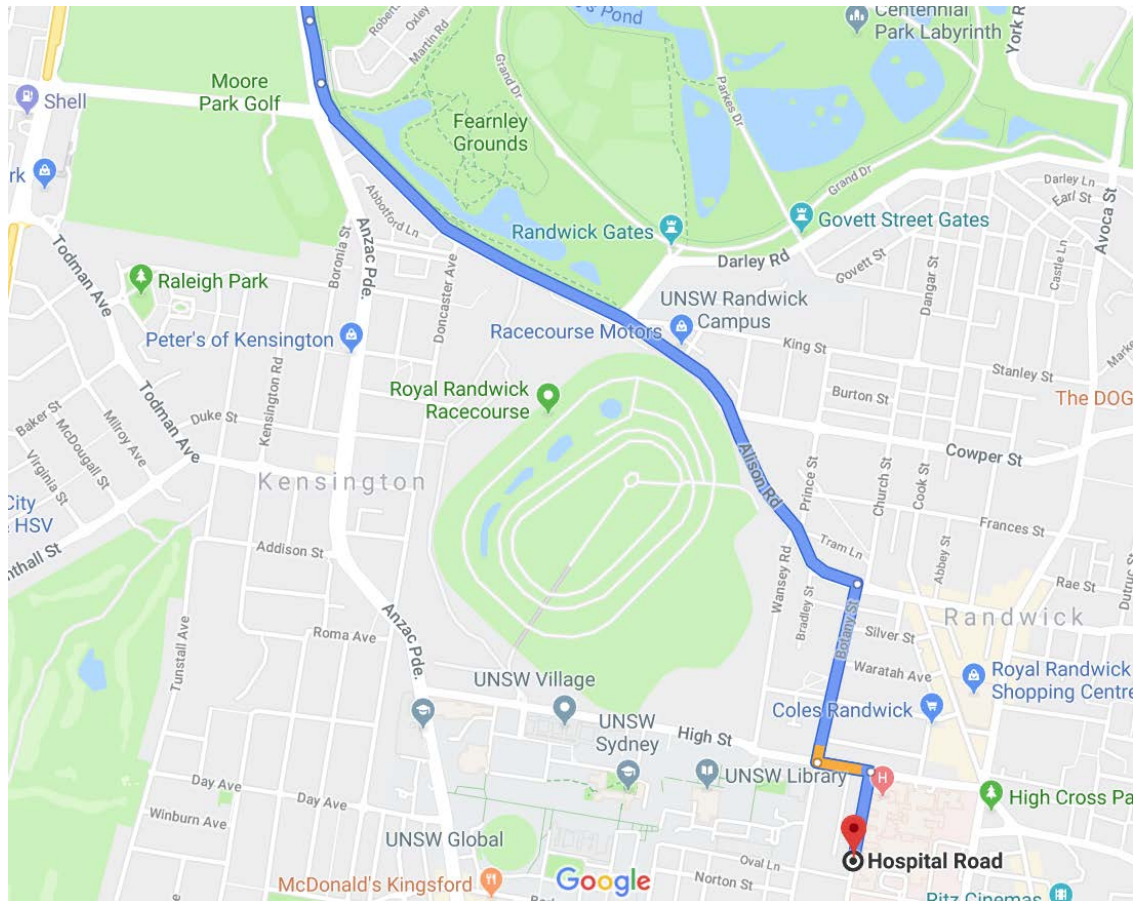 Robert
Oxley
Martin Rd
Pond
Centennial
Park Labyrinth
York R
Shell
Moore
Park Golf
Grand Dr
Parkes Dr
Fearnley
Grounds
rk
Abbotford Ln
Grand Dr
Darley Ln
Earl St
Avoca St
Randwick Gates
Govett Street Gates
Todman Ave
Raleigh Park
Boronia St
Anzac Pde.
Doncaster Ave
Darley Rd
Govett St
Dangar St
Castle Ln
UNSW Randwick
Campus
Peter's of Kensington
Racecourse Motors
King St
Stanley St
Marke
Royal Randwick
Racecourse
Burton St
The DOG
Baker St
McDougall St
Virginia St
Milroy Ave
Todman Ave
Kensington Rd
Duke St
Kensington
Alison Rd
Prince St
Church St
Cook St
Cowper St
City
HSV
nthall St
Addison St
Frances St
Tram Ln
Abbey St
Wansey Rd
Bradley St
Botany St
Rae St
Dutruc St
Randwick
Tunstall Ave
Roma Ave
Anzac Pde.
Silver St
Waratah Ave
Royal Randwick
Shopping Centre
UNSW Village
Coles Randwick
UNSW
Sydney
High St
UNSW Library
H
High Cross Pa
Day Ave
Day Ave
Winburn Ave
UNSW Global
Hospital Road
Oval Ln
Norton St
McDonald's Kingsford
Google
Ritz Cinemas